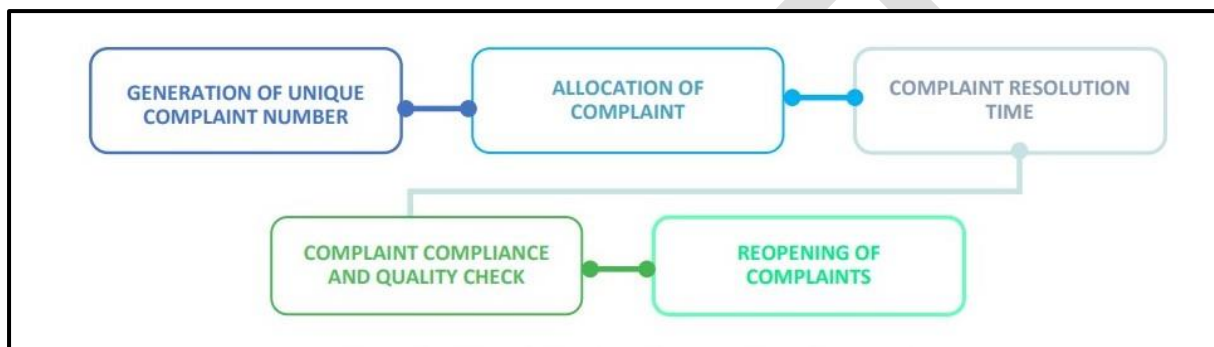 GENERATION OF UNIQUE
COMPLAINT NUMBER
ALLOCATION OF
COMPLAINT
COMPLAINT RESOLUTION
TIME
COMPLAINT COMPLIANCE
AND QUALITY CHECK
REOPENING OF
COMPLAINTS